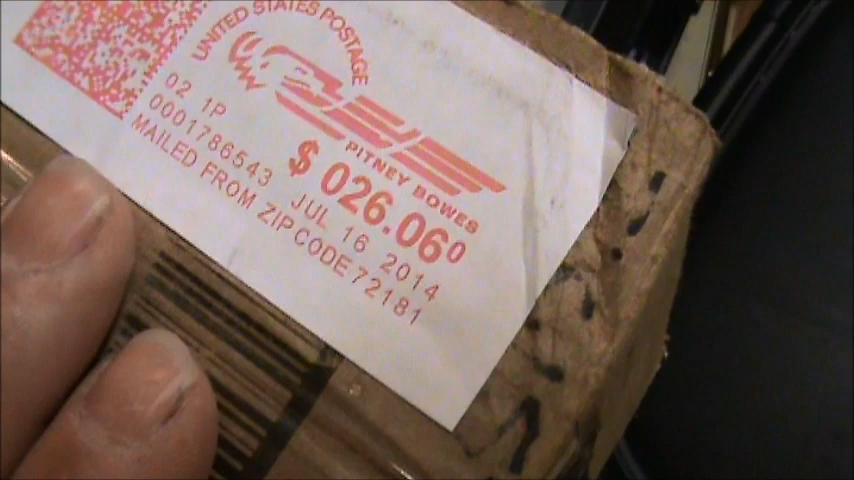 UNITED STATES POSTAGE
PITNEY BOWES
02 1P
$ 026.06⁰
0001786543 JUL 16 2014
MAILED FROM ZIP CODE 72181